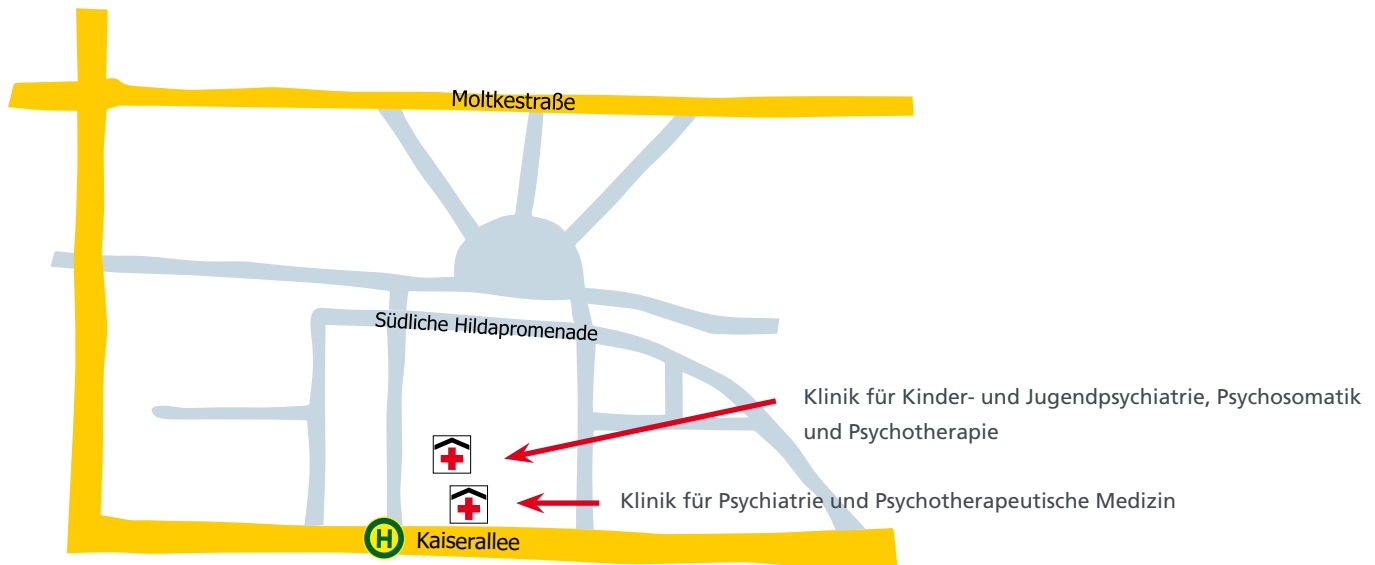 Moltkestraße
Südliche Hildapromenade
Klinik für Kinder- und Jugendpsychiatrie, Psychosomatik
und Psychotherapie
Klinik für Psychiatrie und Psychotherapeutische Medizin
H Kaiserallee